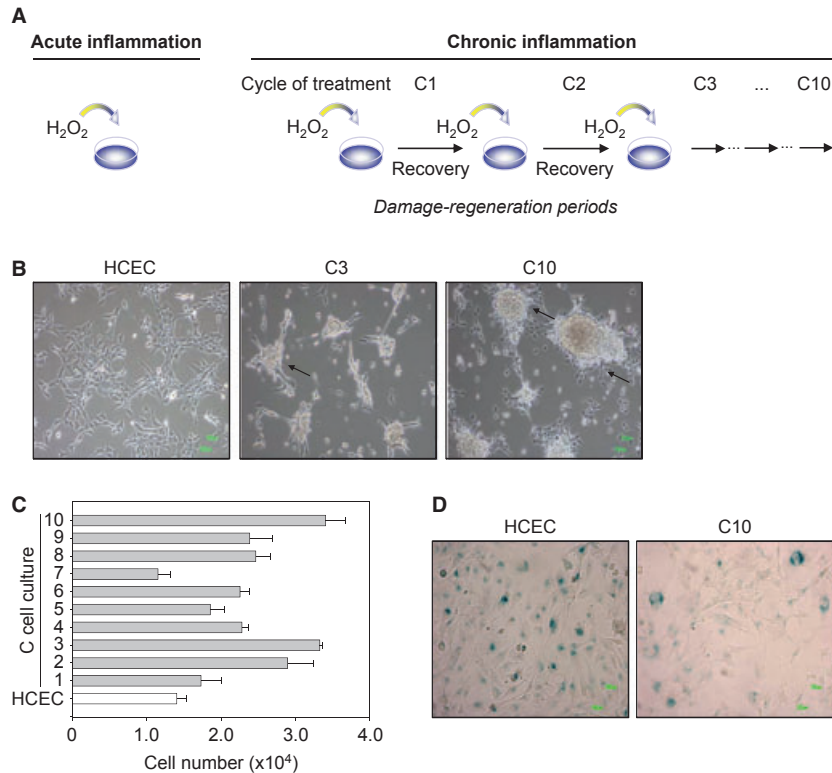 A
Acute inflammation
Chronic inflammation
Cycle of treatment C1 C2 C3 ... C10
H₂O₂ H₂O₂ H₂O₂ H₂O₂
Recovery Recovery
Damage-regeneration periods
B
HCEC C3 C10
C
C cell culture
10
9
8
7
6
5
4
3
2
1
HCEC
0 1.0 2.0 3.0 4.0
Cell number (x10⁴)
D
HCEC C10